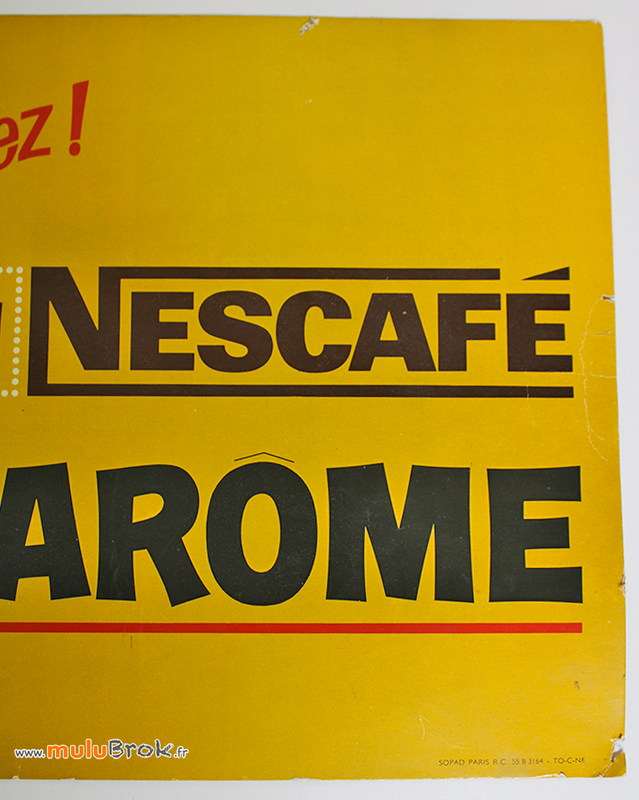 ez !
NESCAFÉ
ARÔME
www.muluBrok.fr
SOPAD PARIS R.C. 55 B 3164 - TO-C-NE